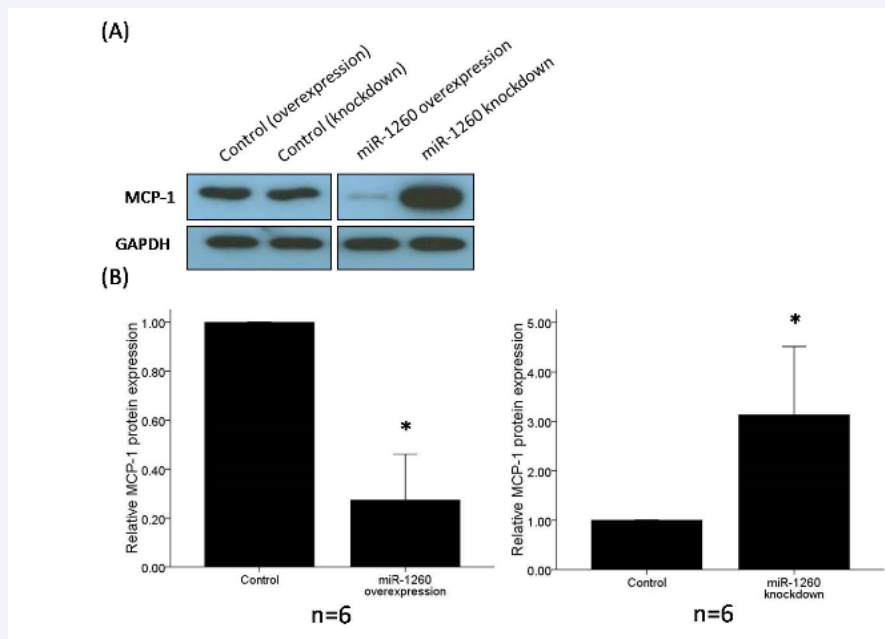 (A)
Control (overexpression)
Control (knockdown)
miR-1260 overexpression
miR-1260 knockdown
MCP-1
GAPDH
(B)
Relative MCP-1 protein expression
1.00
0.80
0.60
0.40
0.20
0.00
*
Control
miR-1260
overexpression
n=6
Relative MCP-1 protein expression
5.00
4.00
3.00
2.00
1.00
0.00
*
Control
miR-1260
knockdown
n=6